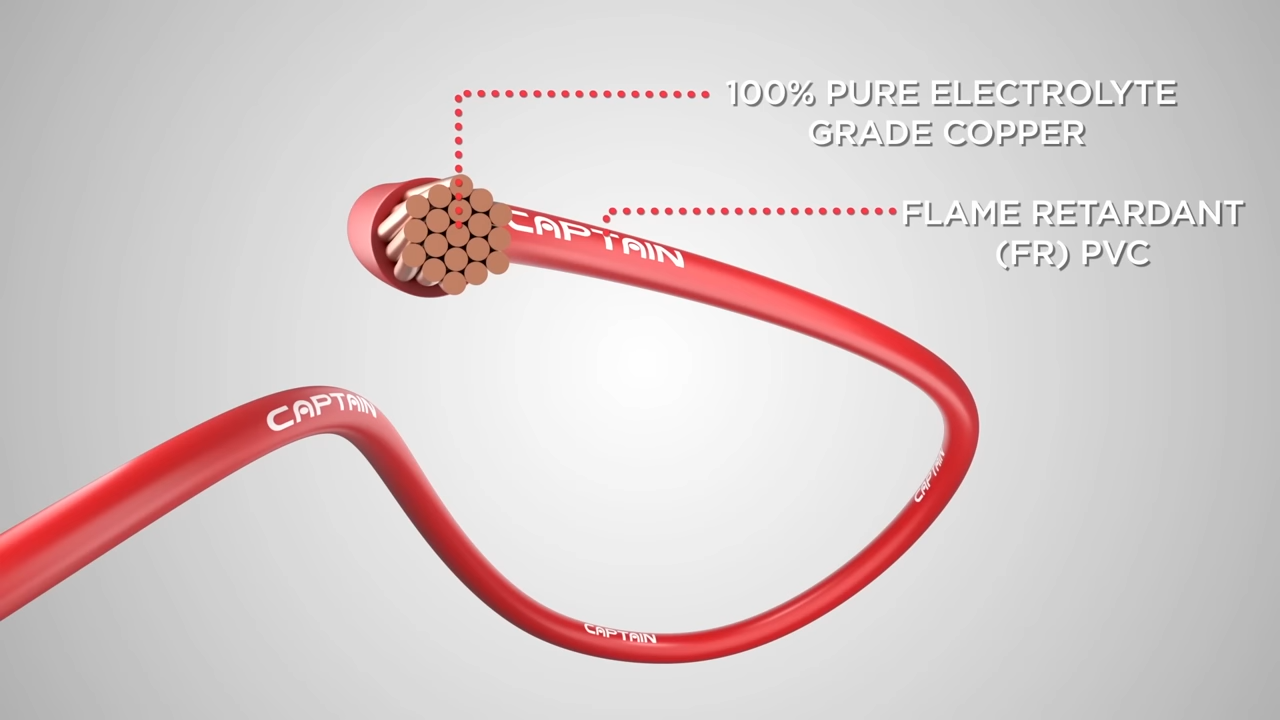 100% PURE ELECTROLYTE
GRADE COPPER
CAPTAIN
FLAME RETARDANT
(FR) PVC
CAPTAIN
CAPTAIN
CAPTAIN